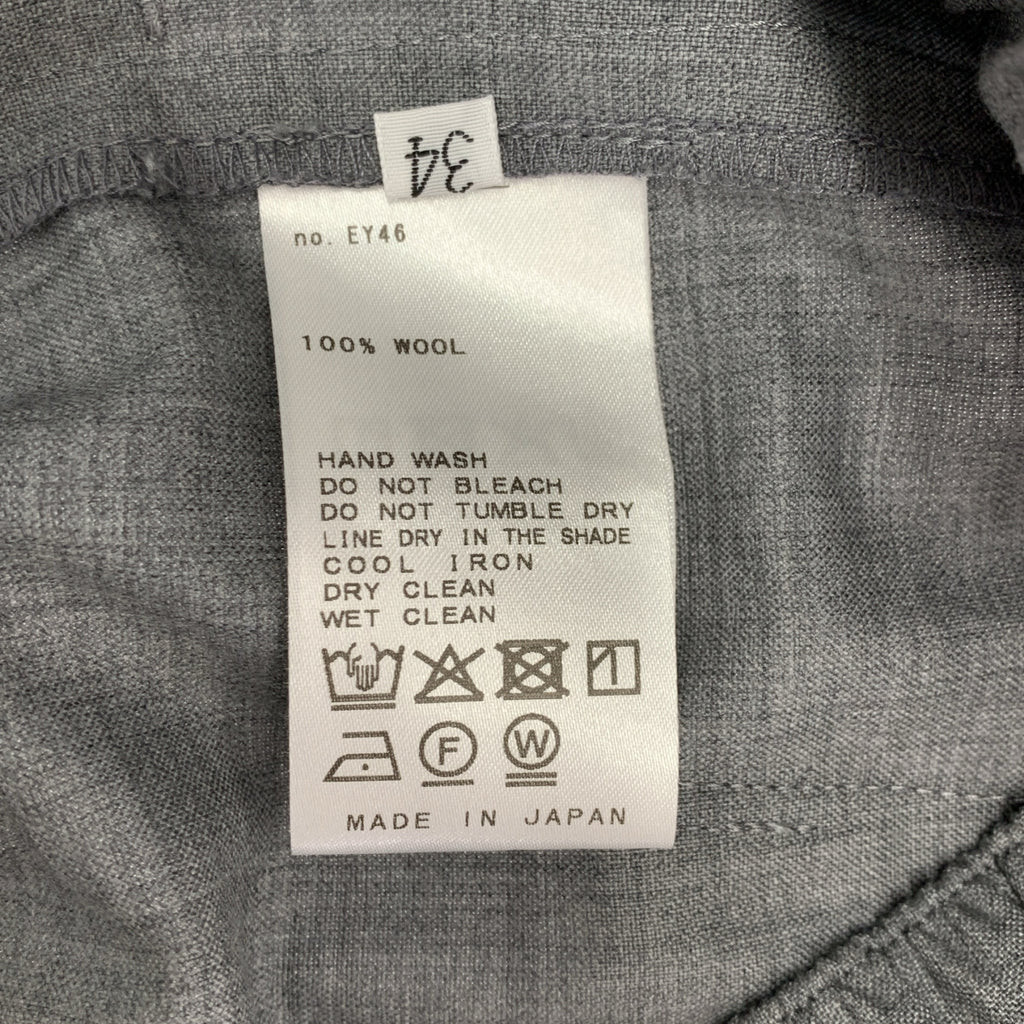 34
no. EY46
100% WOOL
HAND WASH
DO NOT BLEACH
DO NOT TUMBLE DRY
LINE DRY IN THE SHADE
COOL IRON
DRY CLEAN
WET CLEAN
F W
MADE IN JAPAN